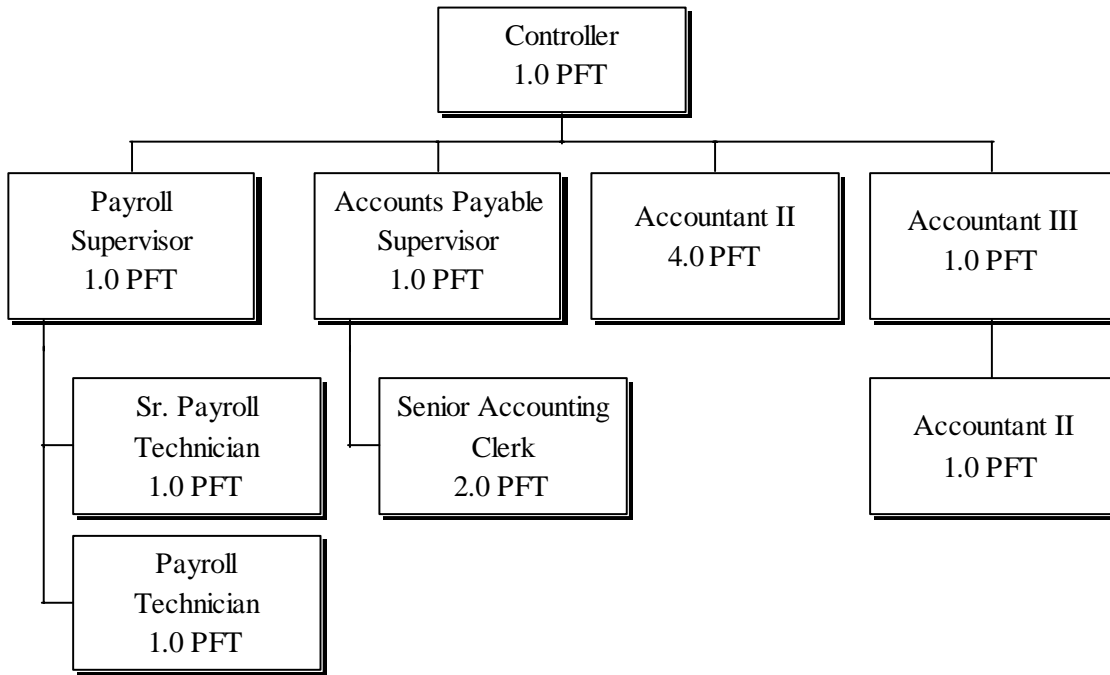 Controller
1.0 PFT
Payroll
Supervisor
1.0 PFT
Accounts Payable
Supervisor
1.0 PFT
Accountant II
4.0 PFT
Accountant III
1.0 PFT
Sr. Payroll
Technician
1.0 PFT
Senior Accounting
Clerk
2.0 PFT
Accountant II
1.0 PFT
Payroll
Technician
1.0 PFT